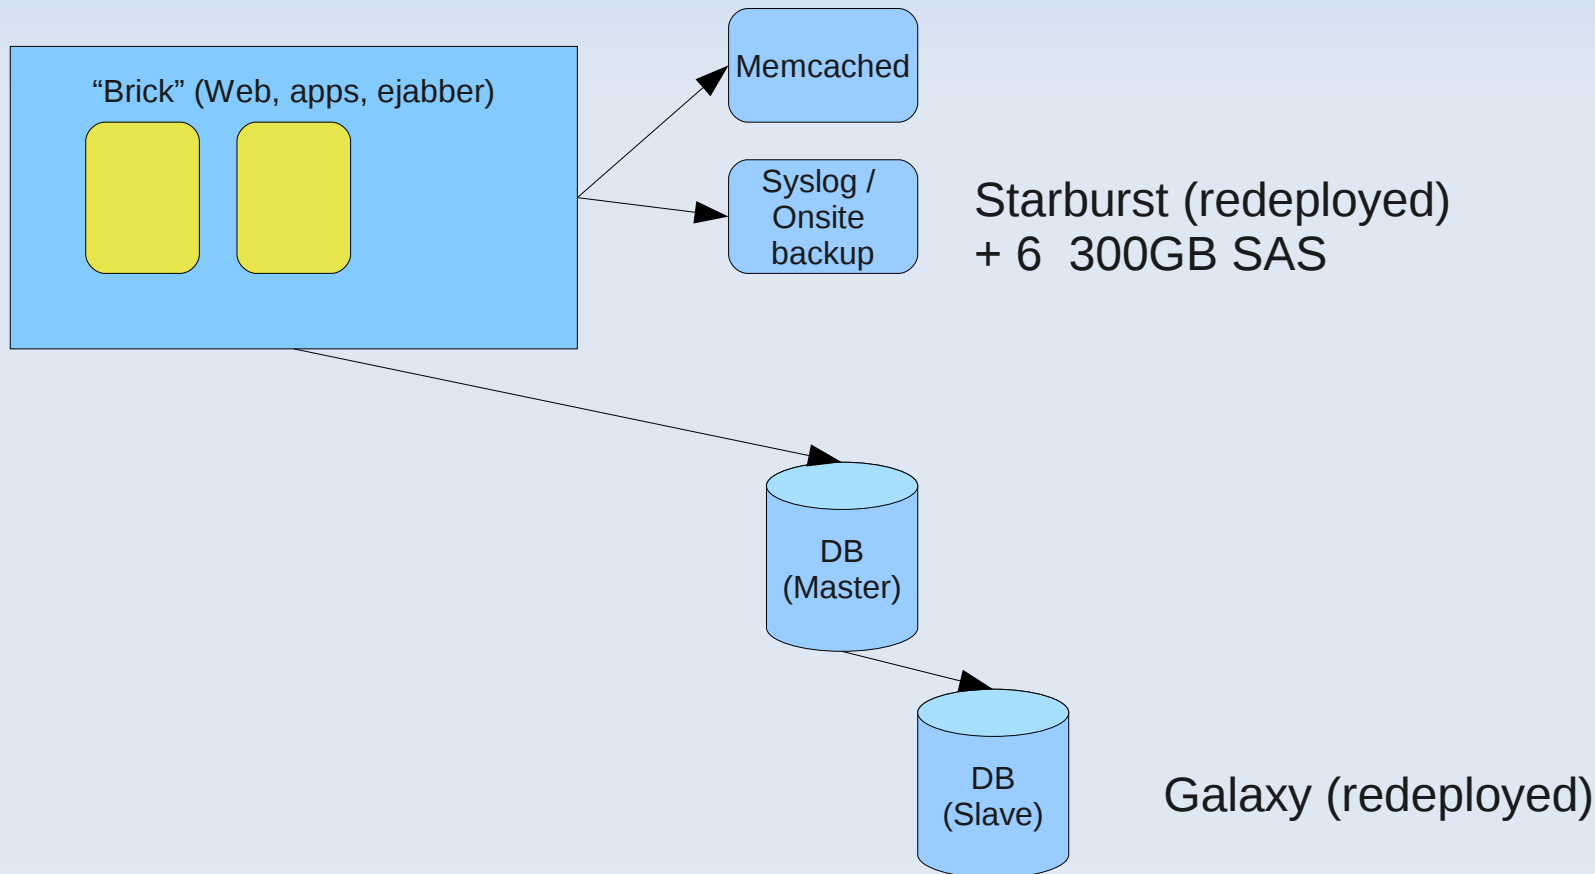 “Brick” (Web, apps, ejabber)
Memcached
Syslog /
Onsite
backup
Starburst (redeployed)
+ 6  300GB SAS
DB
(Master)
DB
(Slave)
Galaxy (redeployed)